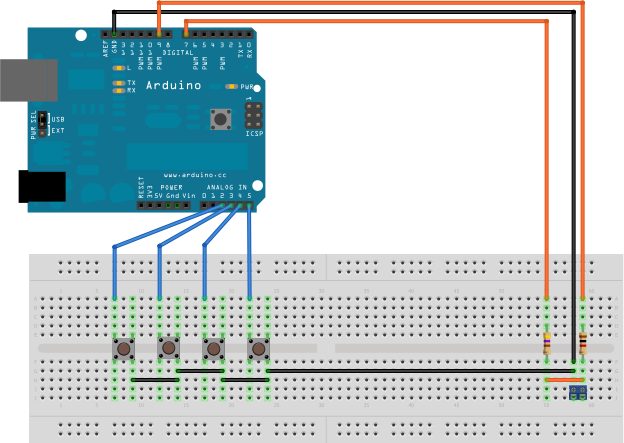 AREF
GND
13
12
11
10
9
8
7
6
5
4
3
2
1
0
PWM
PWM
PWM
PWM
PWM
PWM
TX
RX
DIGITAL
L
TX
RX
Arduino
PWR
1
ICSP
PWR SEL
USB
EXT
www.arduino.cc
POWER
ANALOG IN
RESET
3V3
5V Gnd Vin
0 1 2 3 4 5